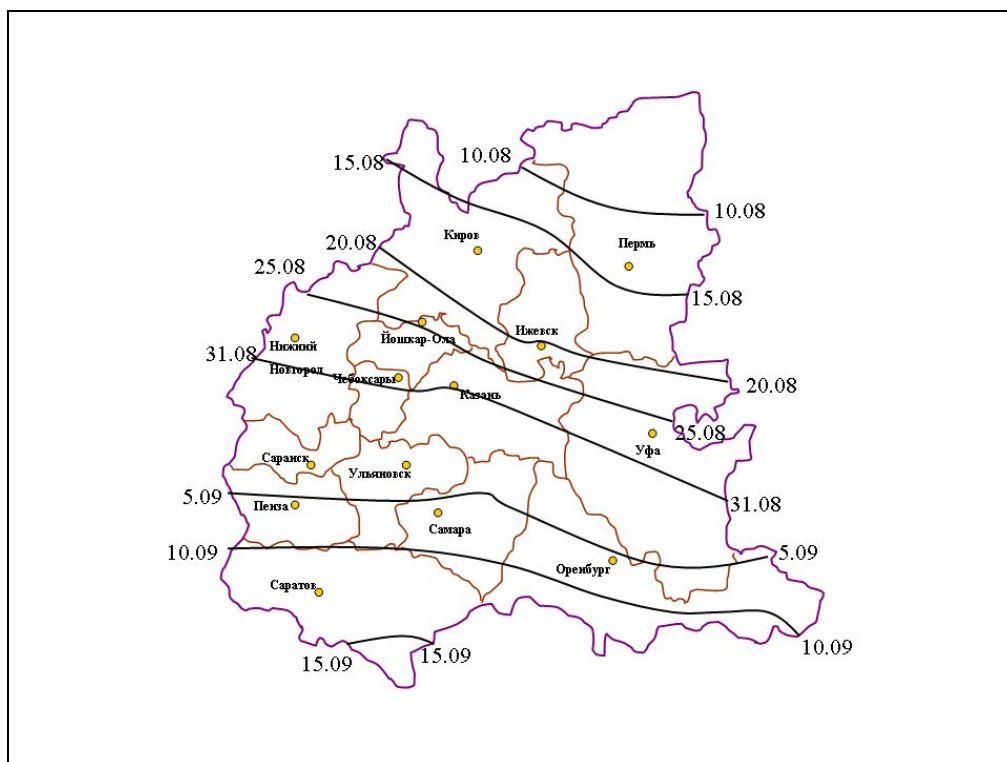 10.08
15.08
10.08
Киров
20.08
Пермь
25.08
15.08
Ижевск
Йошкар-Ола
Нижний
Новгород
31.08
Чебоксары
20.08
Казань
25.08
Уфа
Саранск
Ульяновск
5.09
31.08
Пенза
Самара
10.09
5.09
Оренбург
Саратов
10.09
15.09
15.09